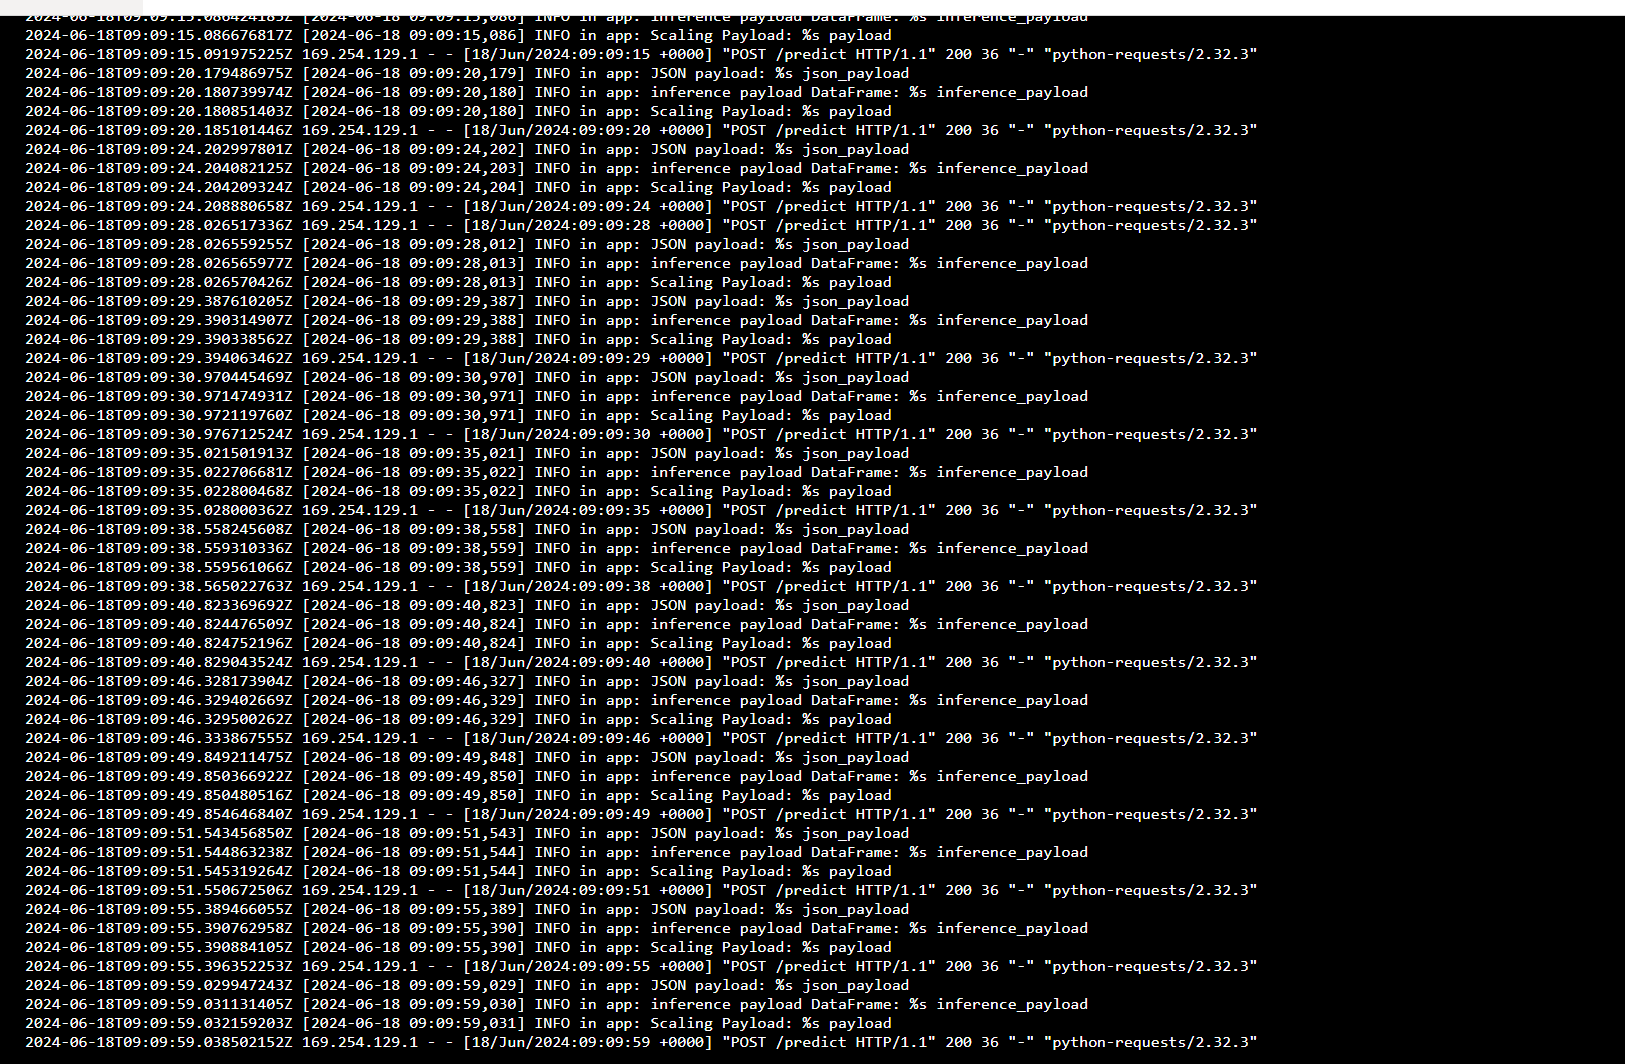 2024-06-18T09:09:15.086424185Z [2024-06-18 09:09:15,086] INFO in app: inference payload DataFrame: %s inference_payload
2024-06-18T09:09:15.086676817Z [2024-06-18 09:09:15,086] INFO in app: Scaling Payload: %s payload
2024-06-18T09:09:15.091975225Z 169.254.129.1 - - [18/Jun/2024:09:09:15 +0000] "POST /predict HTTP/1.1" 200 36 "-" "python-requests/2.32.3"
2024-06-18T09:09:20.179486975Z [2024-06-18 09:09:20,179] INFO in app: JSON payload: %s json_payload
2024-06-18T09:09:20.180739974Z [2024-06-18 09:09:20,180] INFO in app: inference payload DataFrame: %s inference_payload
2024-06-18T09:09:20.180851403Z [2024-06-18 09:09:20,180] INFO in app: Scaling Payload: %s payload
2024-06-18T09:09:20.185101446Z 169.254.129.1 - - [18/Jun/2024:09:09:20 +0000] "POST /predict HTTP/1.1" 200 36 "-" "python-requests/2.32.3"
2024-06-18T09:09:24.202997801Z [2024-06-18 09:09:24,202] INFO in app: JSON payload: %s json_payload
2024-06-18T09:09:24.204082125Z [2024-06-18 09:09:24,203] INFO in app: inference payload DataFrame: %s inference_payload
2024-06-18T09:09:24.204209324Z [2024-06-18 09:09:24,204] INFO in app: Scaling Payload: %s payload
2024-06-18T09:09:24.208880658Z 169.254.129.1 - - [18/Jun/2024:09:09:24 +0000] "POST /predict HTTP/1.1" 200 36 "-" "python-requests/2.32.3"
2024-06-18T09:09:28.026517336Z 169.254.129.1 - - [18/Jun/2024:09:09:28 +0000] "POST /predict HTTP/1.1" 200 36 "-" "python-requests/2.32.3"
2024-06-18T09:09:28.026559255Z [2024-06-18 09:09:28,012] INFO in app: JSON payload: %s json_payload
2024-06-18T09:09:28.026565977Z [2024-06-18 09:09:28,013] INFO in app: inference payload DataFrame: %s inference_payload
2024-06-18T09:09:28.026570426Z [2024-06-18 09:09:28,013] INFO in app: Scaling Payload: %s payload
2024-06-18T09:09:29.387610205Z [2024-06-18 09:09:29,387] INFO in app: JSON payload: %s json_payload
2024-06-18T09:09:29.390314907Z [2024-06-18 09:09:29,388] INFO in app: inference payload DataFrame: %s inference_payload
2024-06-18T09:09:29.390338562Z [2024-06-18 09:09:29,388] INFO in app: Scaling Payload: %s payload
2024-06-18T09:09:29.394063462Z 169.254.129.1 - - [18/Jun/2024:09:09:29 +0000] "POST /predict HTTP/1.1" 200 36 "-" "python-requests/2.32.3"
2024-06-18T09:09:30.970445469Z [2024-06-18 09:09:30,970] INFO in app: JSON payload: %s json_payload
2024-06-18T09:09:30.971474931Z [2024-06-18 09:09:30,971] INFO in app: inference payload DataFrame: %s inference_payload
2024-06-18T09:09:30.972119760Z [2024-06-18 09:09:30,971] INFO in app: Scaling Payload: %s payload
2024-06-18T09:09:30.976712524Z 169.254.129.1 - - [18/Jun/2024:09:09:30 +0000] "POST /predict HTTP/1.1" 200 36 "-" "python-requests/2.32.3"
2024-06-18T09:09:35.021501913Z [2024-06-18 09:09:35,021] INFO in app: JSON payload: %s json_payload
2024-06-18T09:09:35.022706681Z [2024-06-18 09:09:35,022] INFO in app: inference payload DataFrame: %s inference_payload
2024-06-18T09:09:35.022800468Z [2024-06-18 09:09:35,022] INFO in app: Scaling Payload: %s payload
2024-06-18T09:09:35.028000362Z 169.254.129.1 - - [18/Jun/2024:09:09:35 +0000] "POST /predict HTTP/1.1" 200 36 "-" "python-requests/2.32.3"
2024-06-18T09:09:38.558245608Z [2024-06-18 09:09:38,558] INFO in app: JSON payload: %s json_payload
2024-06-18T09:09:38.559310336Z [2024-06-18 09:09:38,559] INFO in app: inference payload DataFrame: %s inference_payload
2024-06-18T09:09:38.559561066Z [2024-06-18 09:09:38,559] INFO in app: Scaling Payload: %s payload
2024-06-18T09:09:38.565022763Z 169.254.129.1 - - [18/Jun/2024:09:09:38 +0000] "POST /predict HTTP/1.1" 200 36 "-" "python-requests/2.32.3"
2024-06-18T09:09:40.823369692Z [2024-06-18 09:09:40,823] INFO in app: JSON payload: %s json_payload
2024-06-18T09:09:40.824476509Z [2024-06-18 09:09:40,824] INFO in app: inference payload DataFrame: %s inference_payload
2024-06-18T09:09:40.824752196Z [2024-06-18 09:09:40,824] INFO in app: Scaling Payload: %s payload
2024-06-18T09:09:40.829043524Z 169.254.129.1 - - [18/Jun/2024:09:09:40 +0000] "POST /predict HTTP/1.1" 200 36 "-" "python-requests/2.32.3"
2024-06-18T09:09:46.328173904Z [2024-06-18 09:09:46,327] INFO in app: JSON payload: %s json_payload
2024-06-18T09:09:46.329402669Z [2024-06-18 09:09:46,329] INFO in app: inference payload DataFrame: %s inference_payload
2024-06-18T09:09:46.329500262Z [2024-06-18 09:09:46,329] INFO in app: Scaling Payload: %s payload
2024-06-18T09:09:46.333867555Z 169.254.129.1 - - [18/Jun/2024:09:09:46 +0000] "POST /predict HTTP/1.1" 200 36 "-" "python-requests/2.32.3"
2024-06-18T09:09:49.849211475Z [2024-06-18 09:09:49,848] INFO in app: JSON payload: %s json_payload
2024-06-18T09:09:49.850366922Z [2024-06-18 09:09:49,850] INFO in app: inference payload DataFrame: %s inference_payload
2024-06-18T09:09:49.850480516Z [2024-06-18 09:09:49,850] INFO in app: Scaling Payload: %s payload
2024-06-18T09:09:49.854646840Z 169.254.129.1 - - [18/Jun/2024:09:09:49 +0000] "POST /predict HTTP/1.1" 200 36 "-" "python-requests/2.32.3"
2024-06-18T09:09:51.543456850Z [2024-06-18 09:09:51,543] INFO in app: JSON payload: %s json_payload
2024-06-18T09:09:51.544863238Z [2024-06-18 09:09:51,544] INFO in app: inference payload DataFrame: %s inference_payload
2024-06-18T09:09:51.545319264Z [2024-06-18 09:09:51,544] INFO in app: Scaling Payload: %s payload
2024-06-18T09:09:51.550672506Z 169.254.129.1 - - [18/Jun/2024:09:09:51 +0000] "POST /predict HTTP/1.1" 200 36 "-" "python-requests/2.32.3"
2024-06-18T09:09:55.389466055Z [2024-06-18 09:09:55,389] INFO in app: JSON payload: %s json_payload
2024-06-18T09:09:55.390762958Z [2024-06-18 09:09:55,390] INFO in app: inference payload DataFrame: %s inference_payload
2024-06-18T09:09:55.390884105Z [2024-06-18 09:09:55,390] INFO in app: Scaling Payload: %s payload
2024-06-18T09:09:55.396352253Z 169.254.129.1 - - [18/Jun/2024:09:09:55 +0000] "POST /predict HTTP/1.1" 200 36 "-" "python-requests/2.32.3"
2024-06-18T09:09:59.029947243Z [2024-06-18 09:09:59,029] INFO in app: JSON payload: %s json_payload
2024-06-18T09:09:59.031131405Z [2024-06-18 09:09:59,030] INFO in app: inference payload DataFrame: %s inference_payload
2024-06-18T09:09:59.032159203Z [2024-06-18 09:09:59,031] INFO in app: Scaling Payload: %s payload
2024-06-18T09:09:59.038502152Z 169.254.129.1 - - [18/Jun/2024:09:09:59 +0000] "POST /predict HTTP/1.1" 200 36 "-" "python-requests/2.32.3"